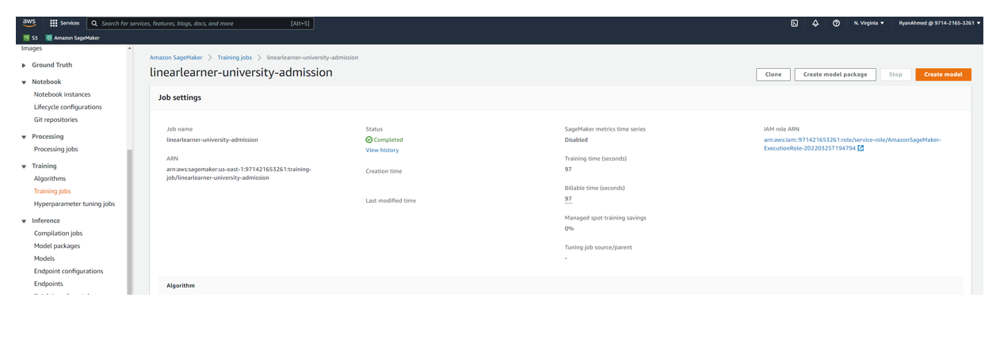 aws
Services
Search for services, features, blogs, docs, and more
[Alt+S]
N. Virginia ▼
RyanAhmed @ 9714-2165-3261 ▼
S3
Amazon SageMaker
Images
Ground Truth
Notebook
Notebook instances
Lifecycle configurations
Git repositories
Processing
Processing jobs
Training
Algorithms
Training jobs
Hyperparameter tuning jobs
Inference
Compilation jobs
Model packages
Models
Endpoint configurations
Endpoints
Amazon SageMaker > Training jobs > linearlearner-university-admission
linearlearner-university-admission
Clone
Create model package
Stop
Create model
Job settings
Job name
linearlearner-university-admission
ARN
arn:aws:sagemaker:us-east-1:971421653261:training-
job/linearlearner-university-admission
Status
Completed
View history
Creation time
Last modified time
SageMaker metrics time series
Disabled
Training time (seconds)
97
Billable time (seconds)
97
Managed spot training savings
0%
Tuning job source/parent
-
IAM role ARN
arn:aws:iam::971421653261:role/service-role/AmazonSageMaker-
ExecutionRole-20220325T194794
Algorithm